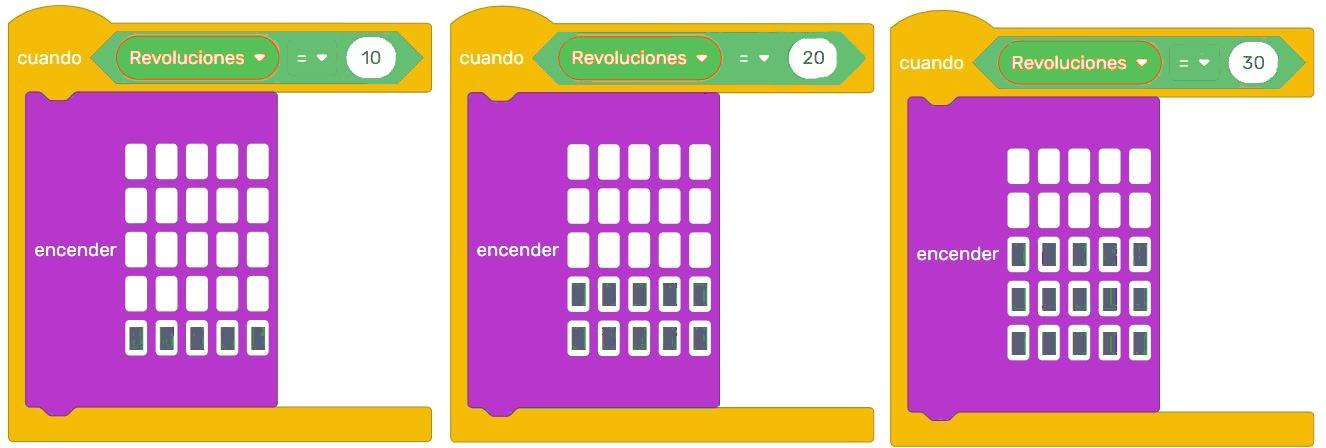 cuando Revoluciones = 10
encender
cuando Revoluciones = 20
encender
cuando Revoluciones = 30
encender